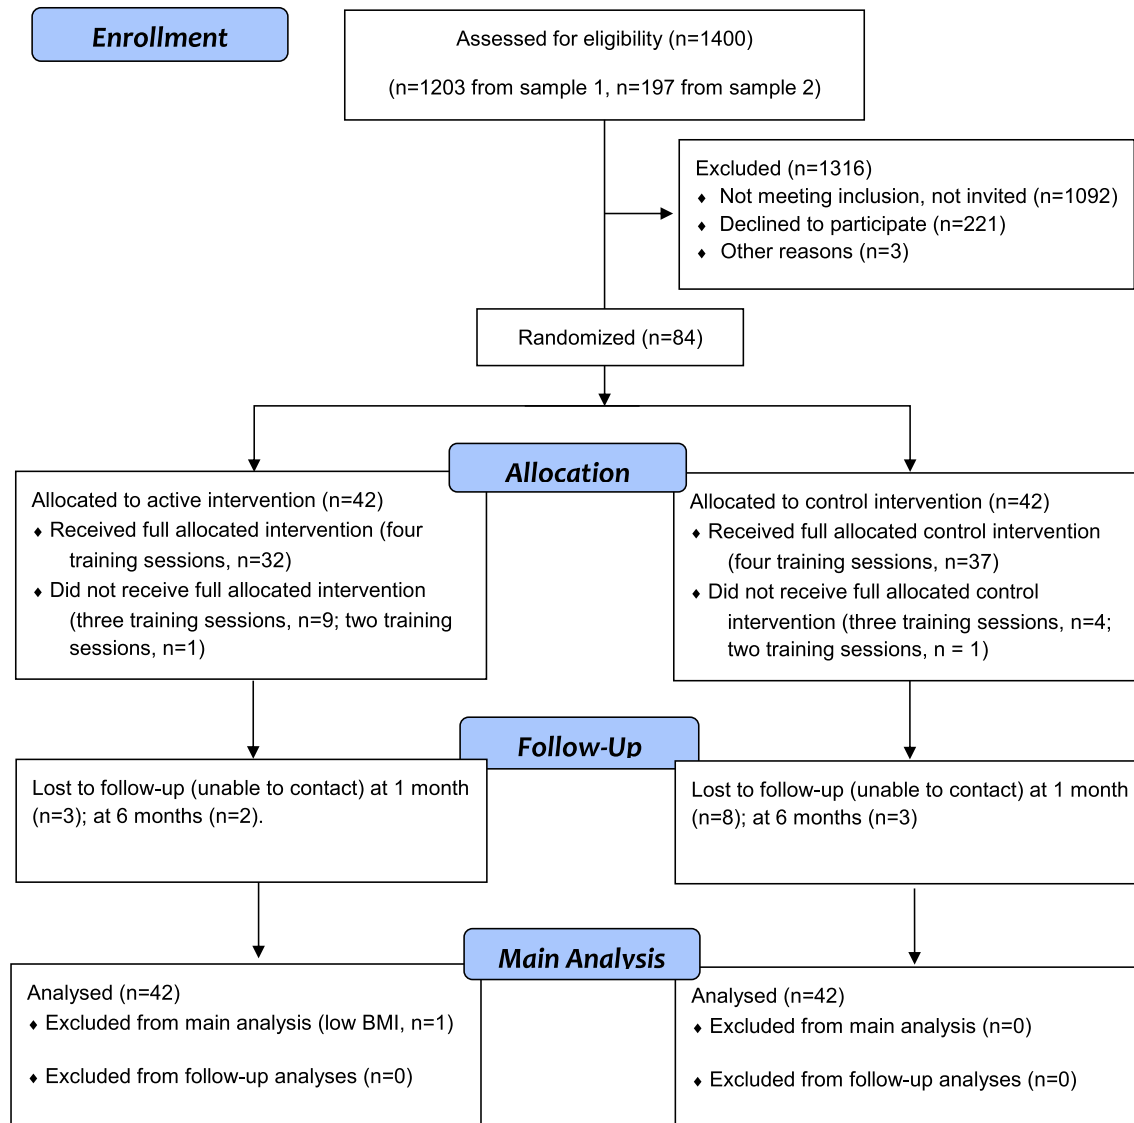 Enrollment
Assessed for eligibility (n=1400)
(n=1203 from sample 1, n=197 from sample 2)
Excluded (n=1316)
♦ Not meeting inclusion, not invited (n=1092)
♦ Declined to participate (n=221)
♦ Other reasons (n=3)
Randomized (n=84)
Allocation
Allocated to active intervention (n=42)
♦ Received full allocated intervention (four
training sessions, n=32)
♦ Did not receive full allocated intervention
(three training sessions, n=9; two training
sessions, n=1)
Allocated to control intervention (n=42)
♦ Received full allocated control intervention
(four training sessions, n=37)
♦ Did not receive full allocated control
intervention (three training sessions, n=4;
two training sessions, n = 1)
Follow-Up
Lost to follow-up (unable to contact) at 1 month
(n=3); at 6 months (n=2).
Lost to follow-up (unable to contact) at 1 month
(n=8); at 6 months (n=3)
Main Analysis
Analysed (n=42)
♦ Excluded from main analysis (low BMI, n=1)
♦ Excluded from follow-up analyses (n=0)
Analysed (n=42)
♦ Excluded from main analysis (n=0)
♦ Excluded from follow-up analyses (n=0)